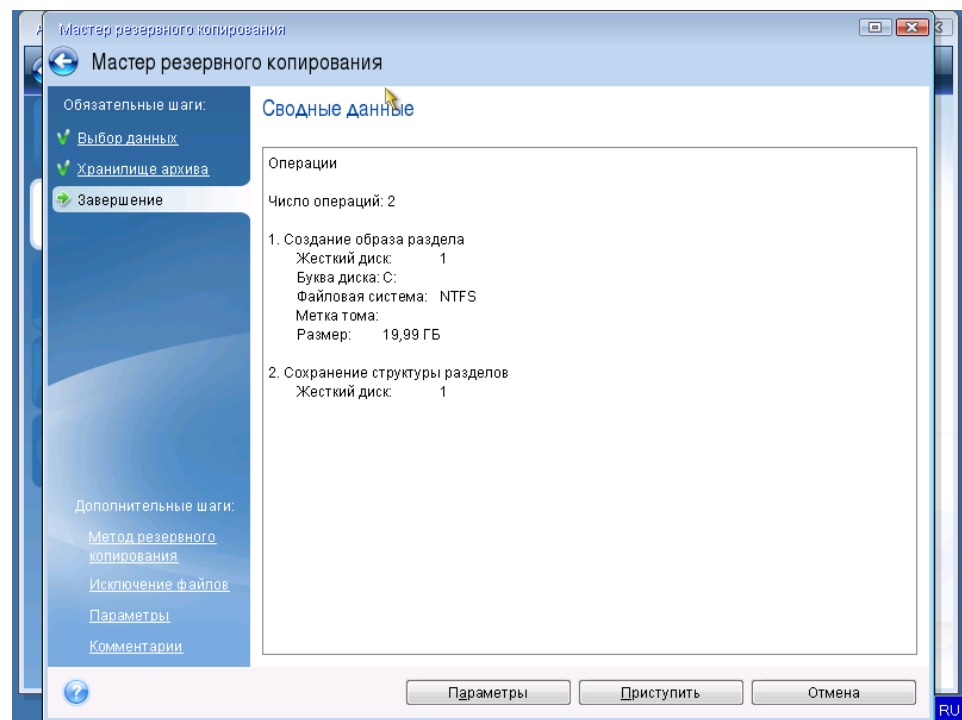 Мастер резервного копирования
Мастер резервного копирования
Обязательные шаги:
Выбор данных
Хранилище архива
Завершение
Сводные данные
Операции
Число операций: 2
1. Создание образа раздела
Жесткий диск: 1
Буква диска: C:
Файловая система: NTFS
Метка тома:
Размер: 19,99 ГБ
2. Сохранение структуры разделов
Жесткий диск: 1
Дополнительные шаги:
Метод резервного
копирования
Исключение файлов
Параметры
Комментарии
Параметры
Приступить
Отмена
RU